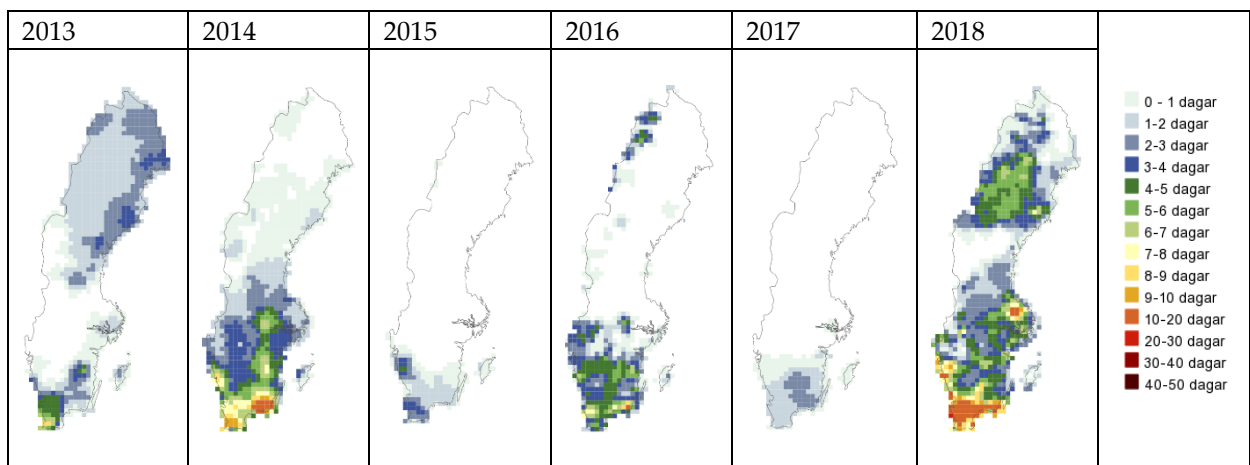 2013 2014 2015 2016 2017 2018
0 - 1 dagar
1-2 dagar
2-3 dagar
3-4 dagar
4-5 dagar
5-6 dagar
6-7 dagar
7-8 dagar
8-9 dagar
9-10 dagar
10-20 dagar
20-30 dagar
30-40 dagar
40-50 dagar